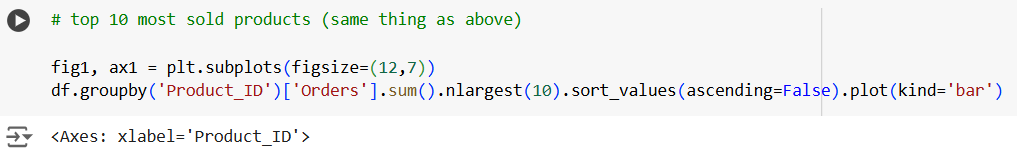 # top 10 most sold products (same thing as above)
fig1, ax1 = plt.subplots(figsize=(12,7))
df.groupby('Product_ID')['Orders'].sum().nlargest(10).sort_values(ascending=False).plot(kind='bar')
<Axes: xlabel='Product_ID'>